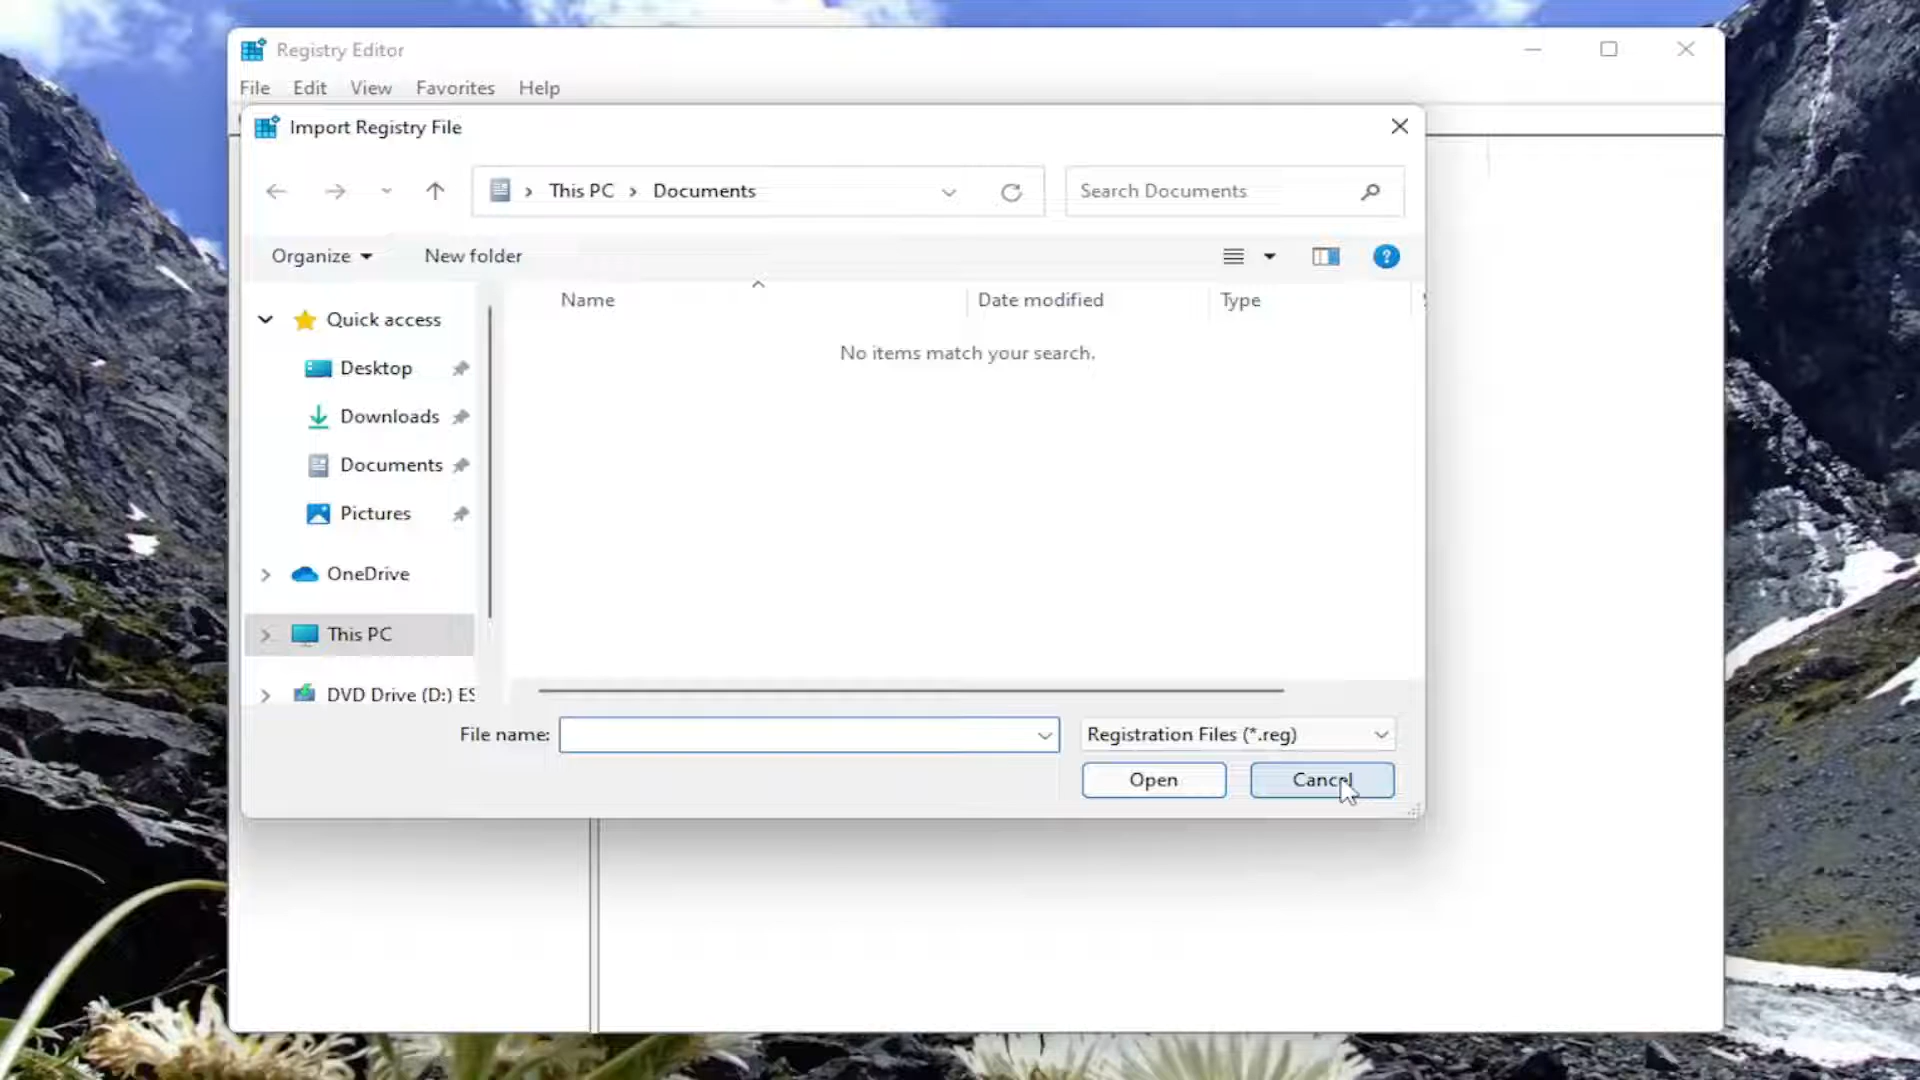 Registry Editor
File Edit View Favorites Help
Import Registry File
This PC Documents
Search Documents
Organize New folder
Name Date modified Type
Quick access
No items match your search.
Desktop
Downloads
Documents
Pictures
OneDrive
This PC
DVD Drive (D:) ES
File name: Registration Files (*.reg)
Open Cancel